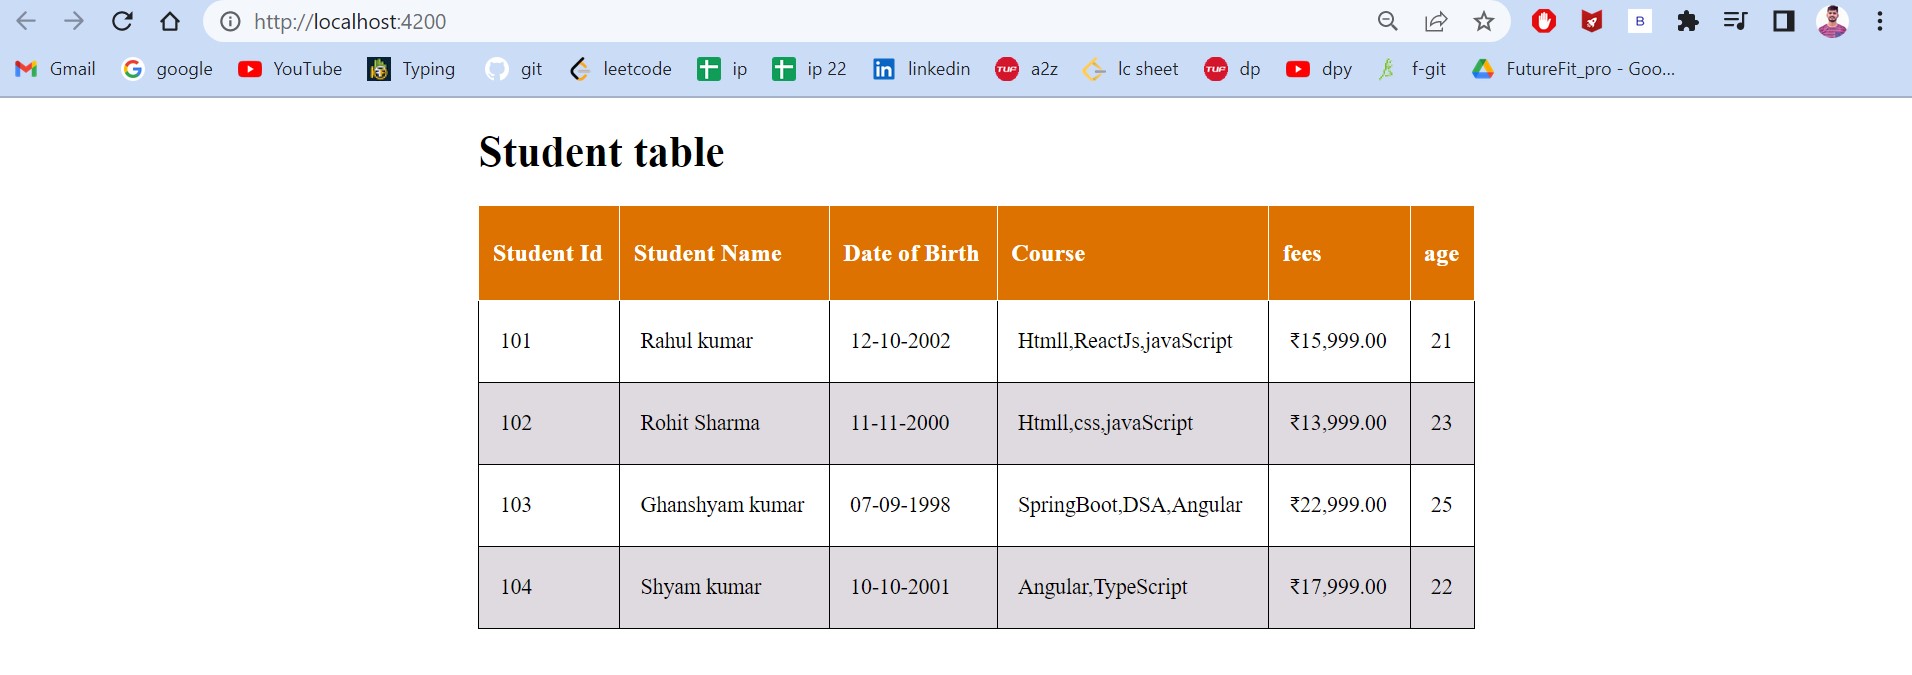 http://localhost:4200 B
Gmail google YouTube Typing git leetcode ip ip 22 linkedin TUF a2z lc sheet TUF dp dpy f-git FutureFit_pro - Goo...
Student table
Student Id Student Name Date of Birth Course fees age
101 Rahul kumar 12-10-2002 Htmll,ReactJs,javaScript ₹15,999.00 21
102 Rohit Sharma 11-11-2000 Htmll,css,javaScript ₹13,999.00 23
103 Ghanshyam kumar 07-09-1998 SpringBoot,DSA,Angular ₹22,999.00 25
104 Shyam kumar 10-10-2001 Angular,TypeScript ₹17,999.00 22